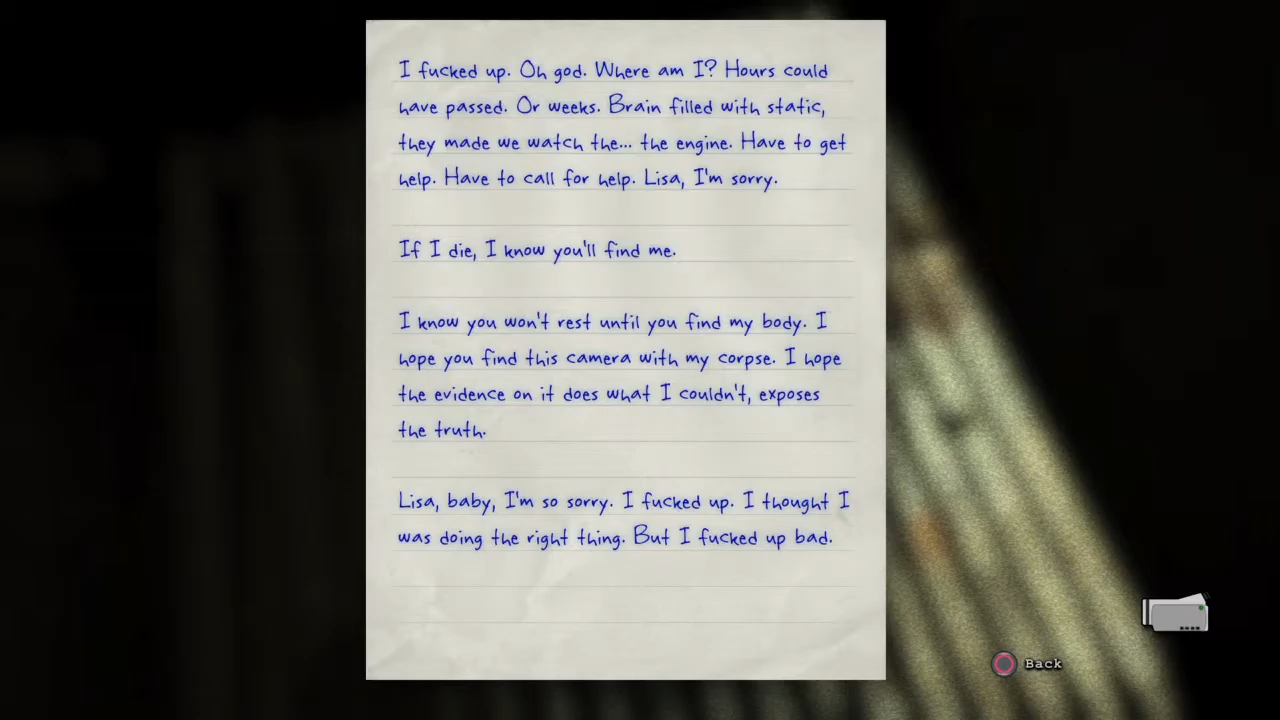 I fucked up. Oh god. Where am I? Hours could
have passed. Or weeks. Brain filled with static,
they made we watch the... the engine. Have to get
help. Have to call for help. Lisa, I'm sorry.
If I die, I know you'll find me.
I know you won't rest until you find my body. I
hope you find this camera with my corpse. I hope
the evidence on it does what I couldn't, exposes
the truth.
Lisa, baby, I'm so sorry. I fucked up. I thought I
was doing the right thing. But I fucked up bad.
Back